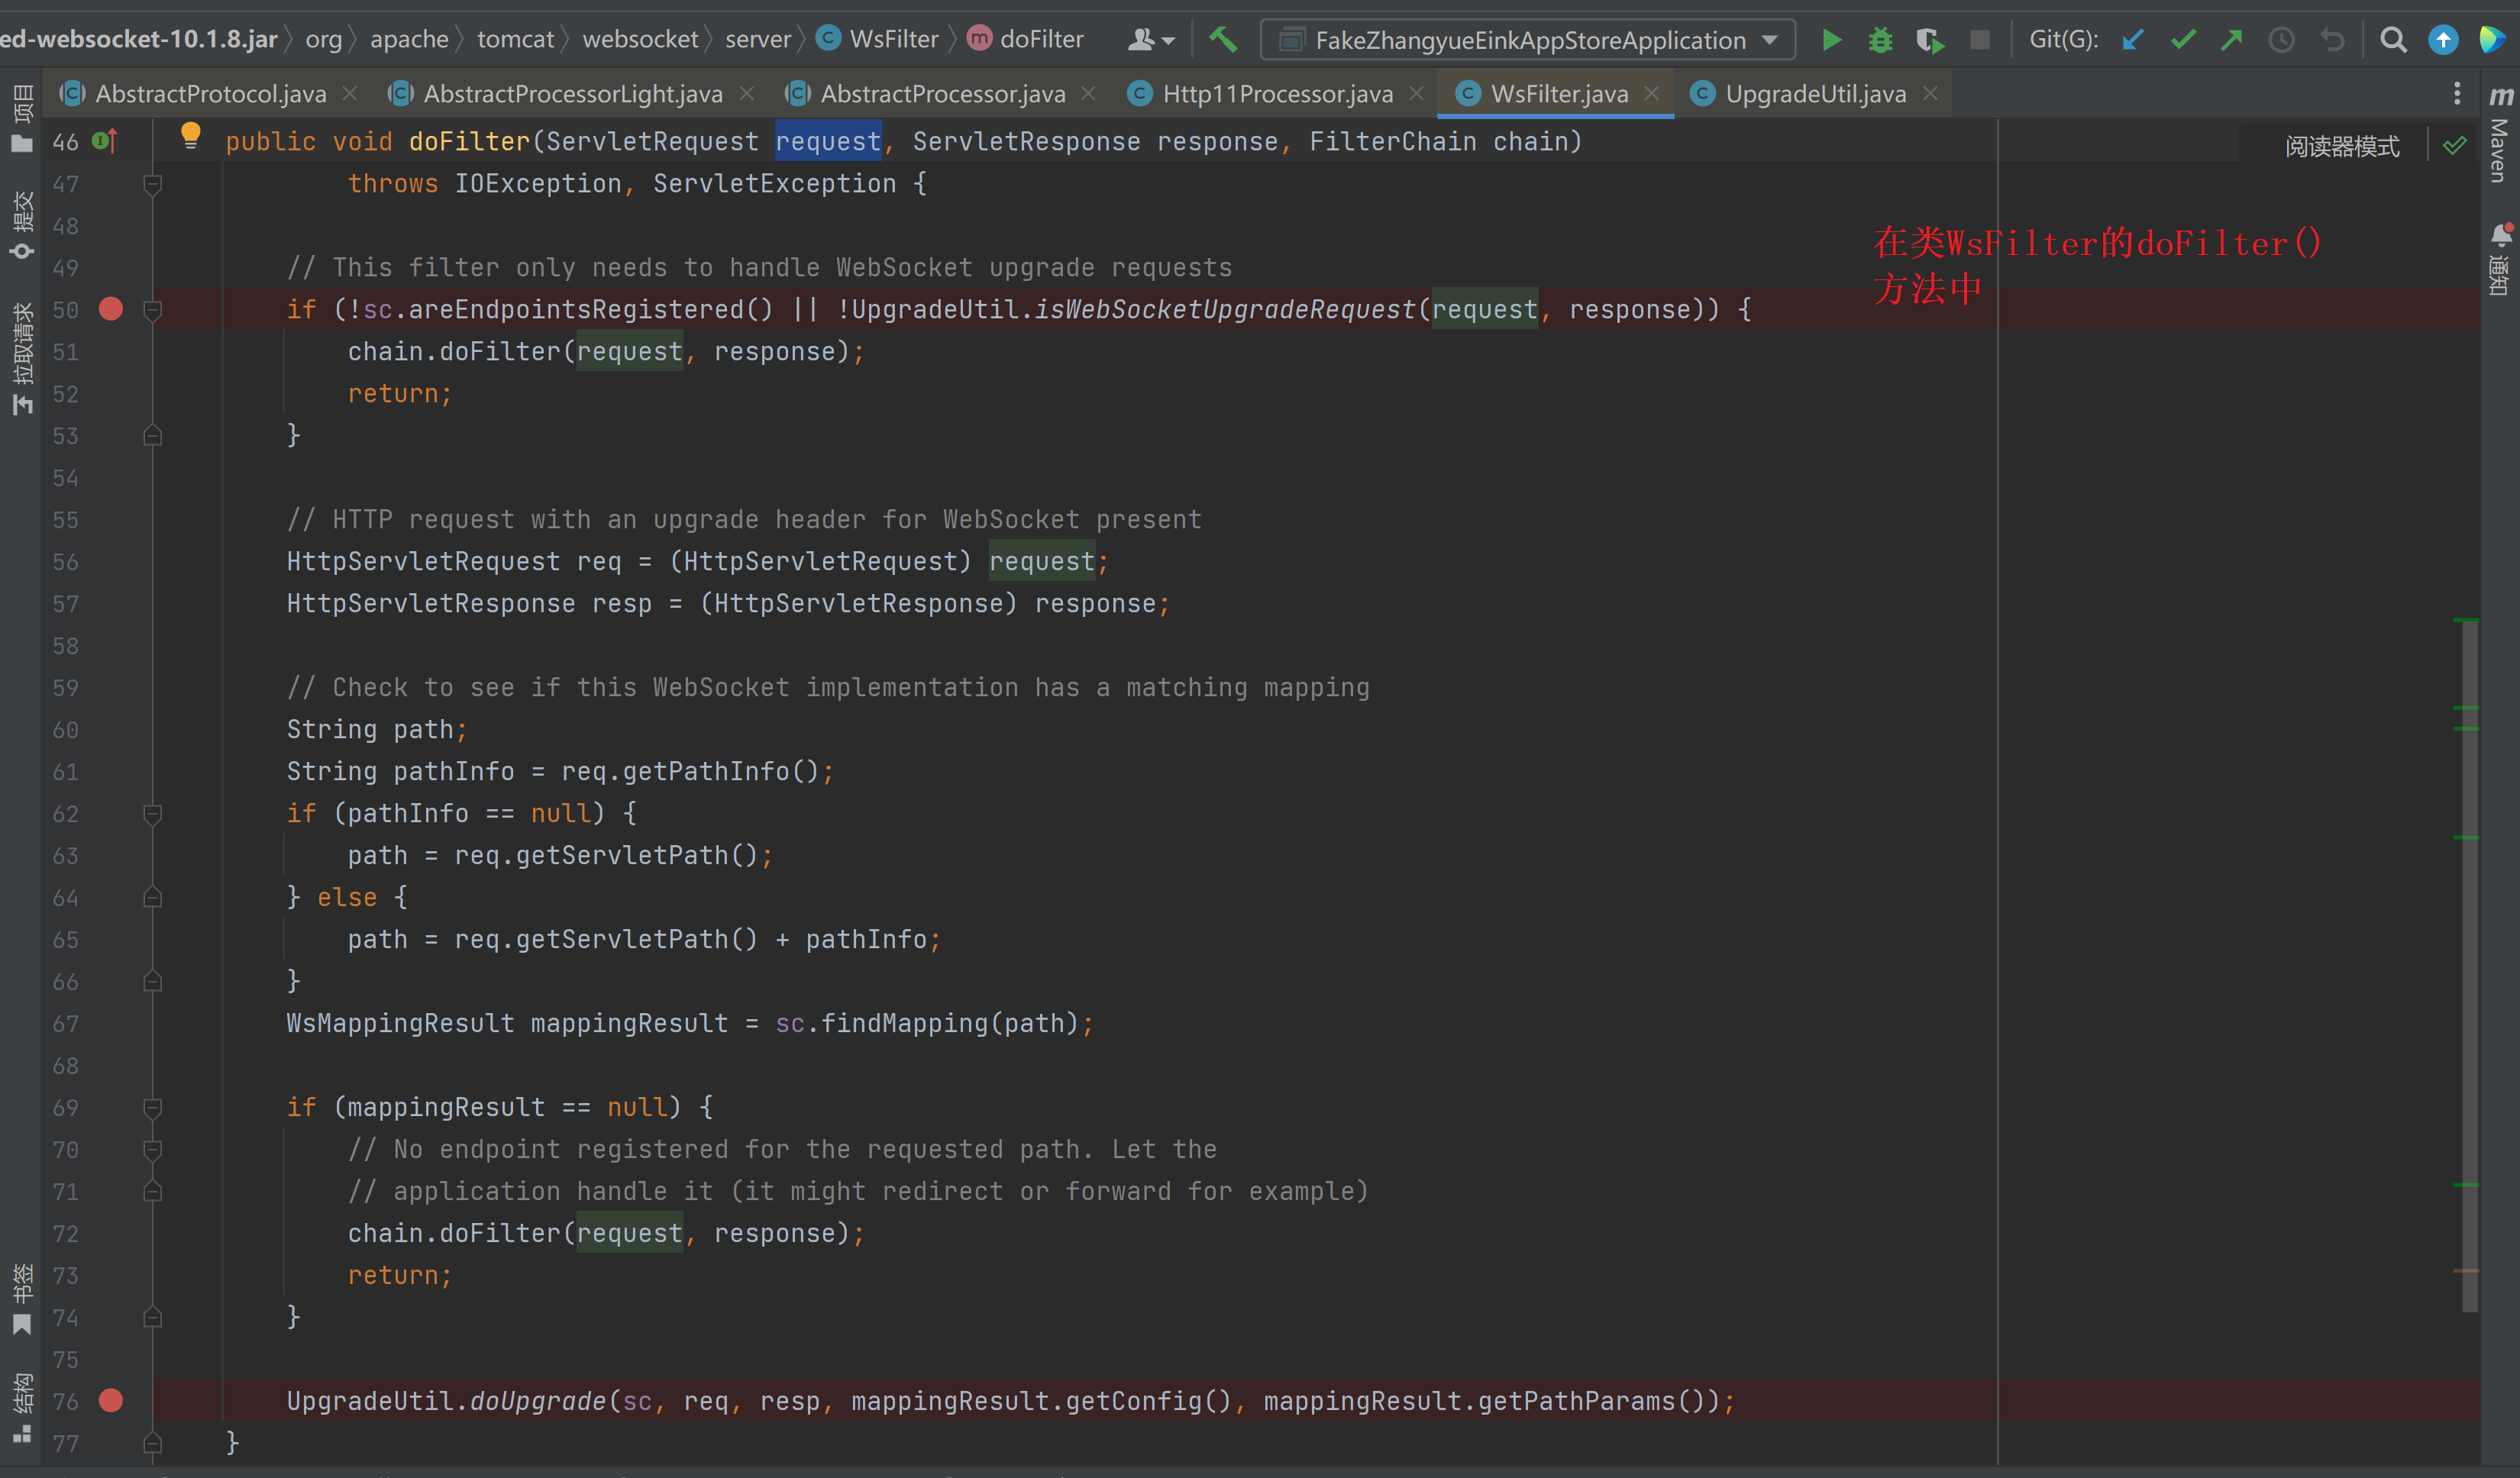 ed-websocket-10.1.8.jar org apache tomcat websocket server WsFilter doFilter FakeZhangyueEinkAppStoreApplication Git(G):
AbstractProtocol.java AbstractProcessorLight.java AbstractProcessor.java Http11Processor.java WsFilter.java UpgradeUtil.java
项目
提交
拉取请求
书签
结构
Maven
通知
阅读器模式
在类WsFilter的doFilter()
方法中
46 public void doFilter(ServletRequest request, ServletResponse response, FilterChain chain)
47 throws IOException, ServletException {
48
49 // This filter only needs to handle WebSocket upgrade requests
50 if (!sc.areEndpointsRegistered() || !UpgradeUtil.isWebSocketUpgradeRequest(request, response)) {
51 chain.doFilter(request, response);
52 return;
53 }
54
55 // HTTP request with an upgrade header for WebSocket present
56 HttpServletRequest req = (HttpServletRequest) request;
57 HttpServletResponse resp = (HttpServletResponse) response;
58
59 // Check to see if this WebSocket implementation has a matching mapping
60 String path;
61 String pathInfo = req.getPathInfo();
62 if (pathInfo == null) {
63 path = req.getServletPath();
64 } else {
65 path = req.getServletPath() + pathInfo;
66 }
67 WsMappingResult mappingResult = sc.findMapping(path);
68
69 if (mappingResult == null) {
70 // No endpoint registered for the requested path. Let the
71 // application handle it (it might redirect or forward for example)
72 chain.doFilter(request, response);
73 return;
74 }
75
76 UpgradeUtil.doUpgrade(sc, req, resp, mappingResult.getConfig(), mappingResult.getPathParams());
77 }